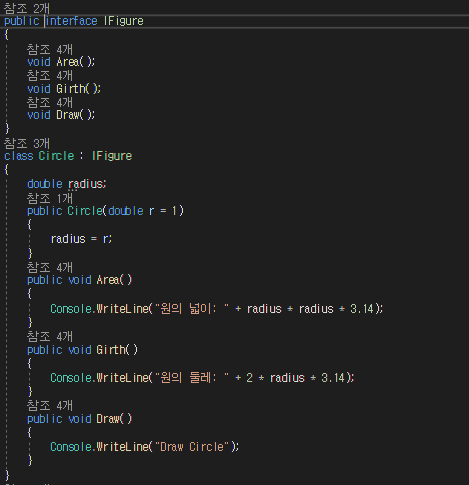 참조 2개
public interface IFigure
{
참조 4개
void Area();
참조 4개
void Girth();
참조 4개
void Draw();
}
참조 3개
class Circle : IFigure
{
double radius;
참조 1개
public Circle(double r = 1)
{
radius = r;
}
참조 4개
public void Area()
{
Console.WriteLine("원의 넓이: " + radius * radius * 3.14);
}
참조 4개
public void Girth()
{
Console.WriteLine("원의 둘레: " + 2 * radius * 3.14);
}
참조 4개
public void Draw()
{
Console.WriteLine("Draw Circle");
}
}